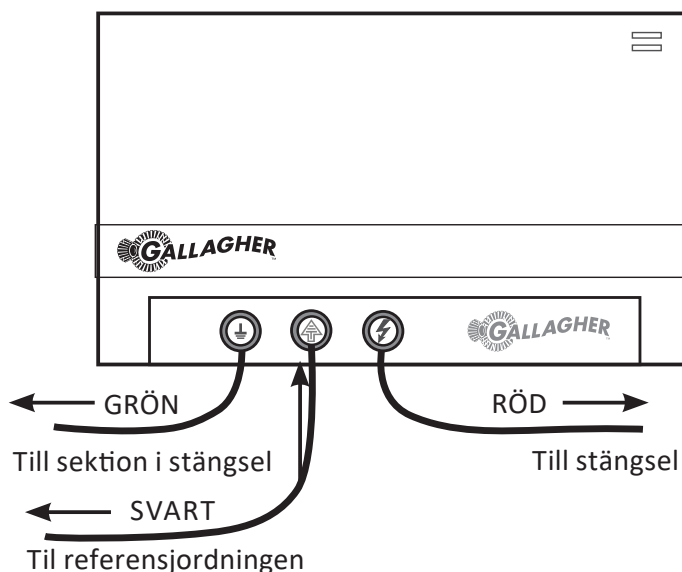 GALLAGHER
GALLAGHER
GRÖN
RÖD
Till sektion i stängsel
Till stängsel
SVART
Til referensjordningen